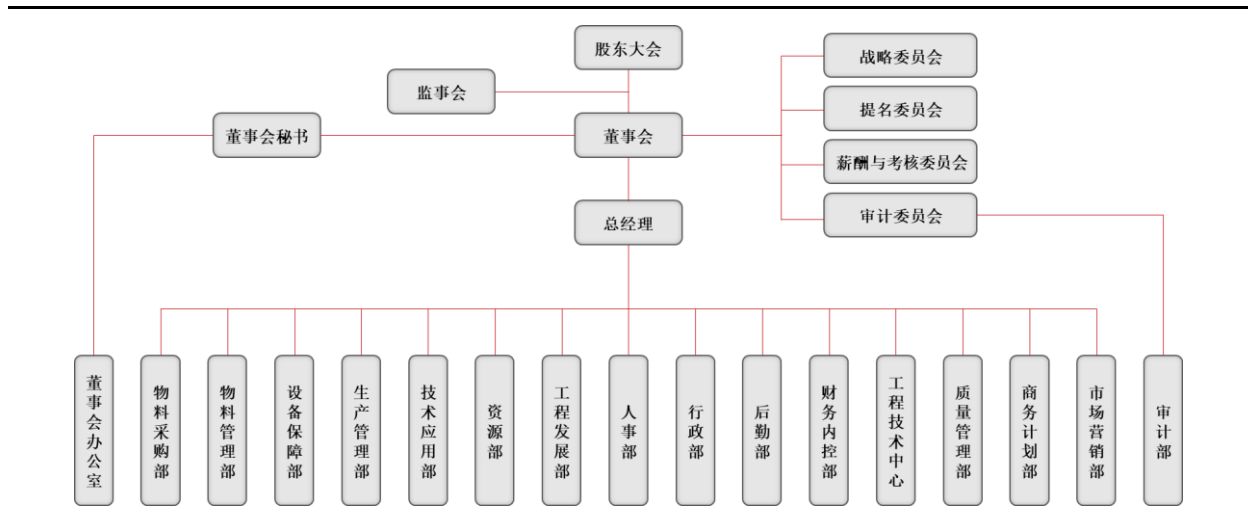 股东大会
战略委员会
监事会
提名委员会
董事会秘书
董事会
薪酬与考核委员会
总经理
审计委员会
董事会办公室
物料采购部
物料管理部
设备保障部
生产管理部
技术应用部
资源部
工程发展部
人事部
行政部
后勤部
财务内控部
工程技术中心
质量管理部
商务计划部
市场营销部
审计部